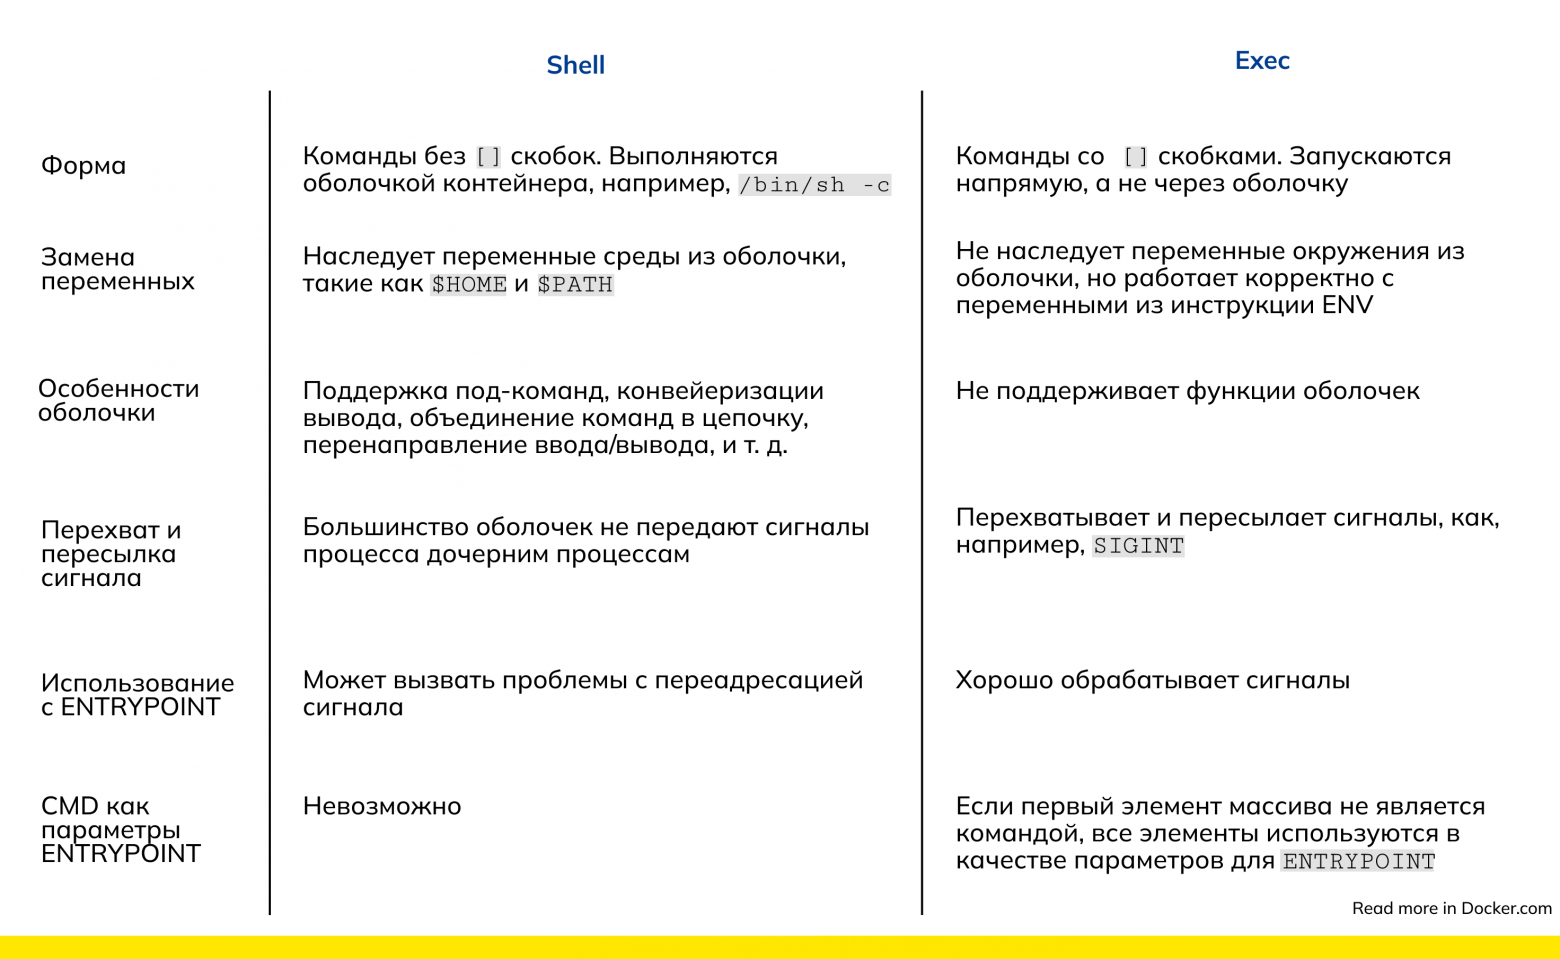 Shell
Exec
Форма
Команды без [] скобок. Выполняются
оболочкой контейнера, например, /bin/sh -c
Команды со [] скобками. Запускаются
напрямую, а не через оболочку
Замена
переменных
Наследует переменные среды из оболочки,
такие как $HOME и $PATH
Не наследует переменные окружения из
оболочки, но работает корректно с
переменными из инструкции ENV
Особенности
оболочки
Поддержка под-команд, конвейеризации
вывода, объединение команд в цепочку,
перенаправление ввода/вывода, и т. д.
Не поддерживает функции оболочек
Перехват и
пересылка
сигнала
Большинство оболочек не передают сигналы
процесса дочерним процессам
Перехватывает и пересылает сигналы, как,
например, SIGINT
Использование
с ENTRYPOINT
Может вызвать проблемы с переадресацией
сигнала
Хорошо обрабатывает сигналы
CMD как
параметры
ENTRYPOINT
Невозможно
Если первый элемент массива не является
командой, все элементы используются в
качестве параметров для ENTRYPOINT
Read more in Docker.com